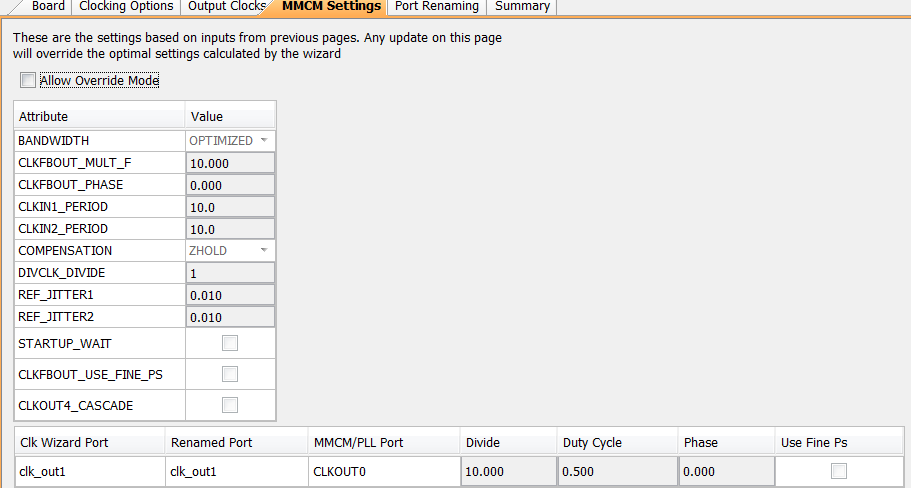 Board Clocking Options Output Clocks MMCM Settings Port Renaming Summary
These are the settings based on inputs from previous pages. Any update on this page
will override the optimal settings calculated by the wizard
Allow Override Mode
Attribute Value
BANDWIDTH OPTIMIZED
CLKFBOUT_MULT_F 10.000
CLKFBOUT_PHASE 0.000
CLKIN1_PERIOD 10.0
CLKIN2_PERIOD 10.0
COMPENSATION ZHOLD
DIVCLK_DIVIDE 1
REF_JITTER1 0.010
REF_JITTER2 0.010
STARTUP_WAIT
CLKFBOUT_USE_FINE_PS
CLKOUT4_CASCADE
Clk Wizard Port Renamed Port MMCM/PLL Port Divide Duty Cycle Phase Use Fine Ps
clk_out1 clk_out1 CLKOUT0 10.000 0.500 0.000